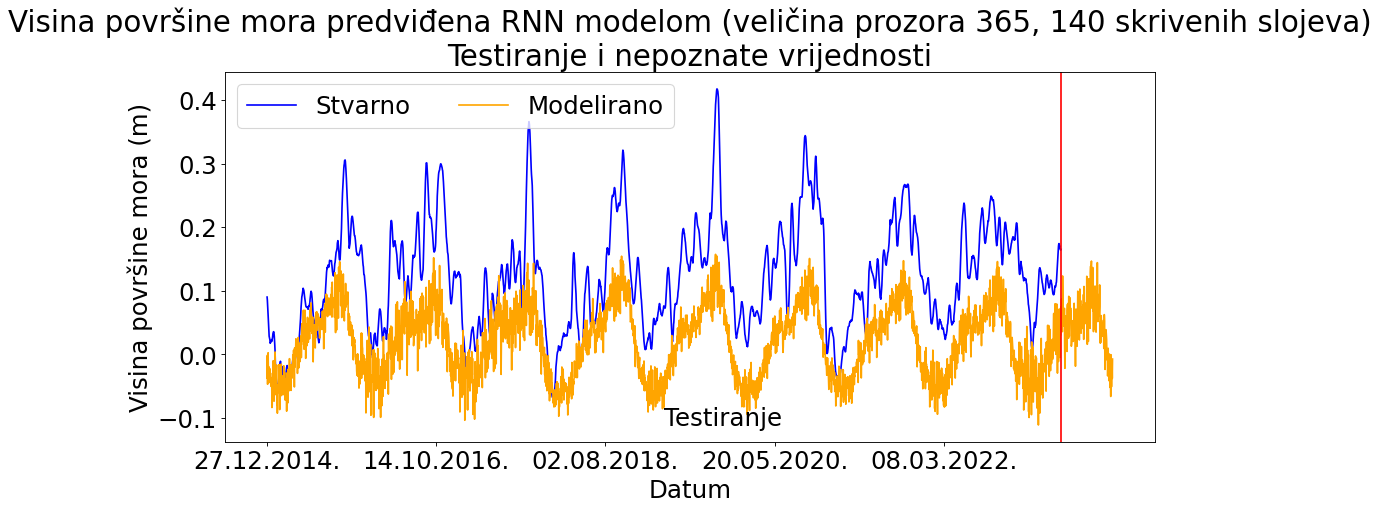 Visina površine mora predviđena RNN modelom (veličina prozora 365, 140 skrivenih slojeva)
Testiranje i nepoznate vrijednosti
Stvarno Modelirano
Visina površine mora (m)
0.4
0.3
0.2
0.1
0.0
−0.1
Testiranje
27.12.2014. 14.10.2016. 02.08.2018. 20.05.2020. 08.03.2022.
Datum